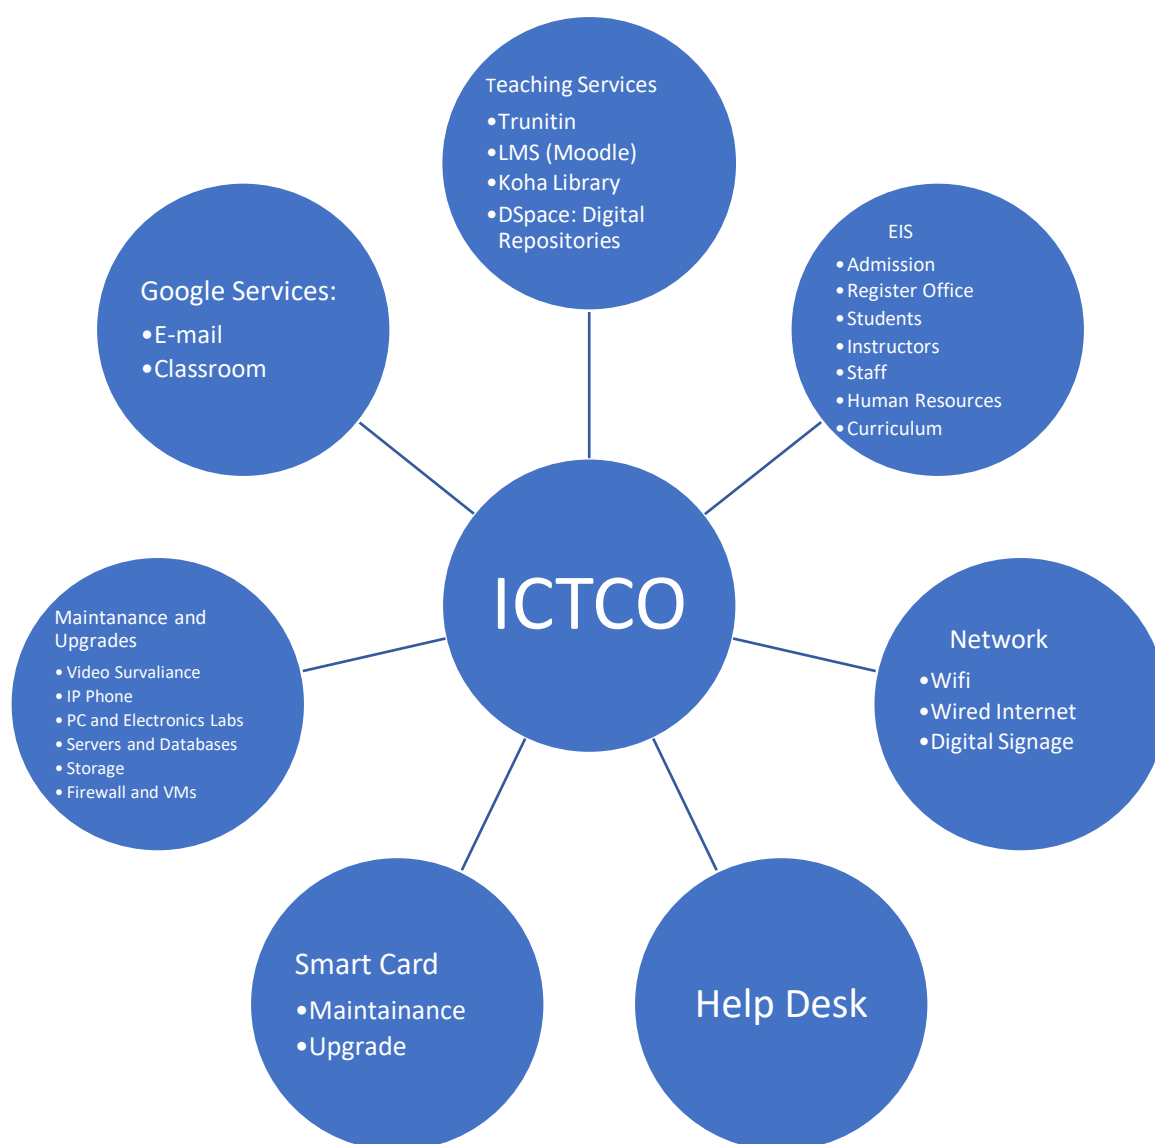 Teaching Services
•Trunitin
•LMS (Moodle)
•Koha Library
•DSpace: Digital
Repositories
EIS
•Admission
•Register Office
•Students
•Instructors
•Staff
•Human Resources
•Curriculum
Network
•Wifi
•Wired Internet
•Digital Signage
Help Desk
Smart Card
•Maintainance
•Upgrade
Maintanance and
Upgrades
• Video Survaliance
• IP Phone
• PC and Electronics Labs
• Servers and Databases
• Storage
• Firewall and VMs
Google Services:
•E-mail
•Classroom
ICTCO